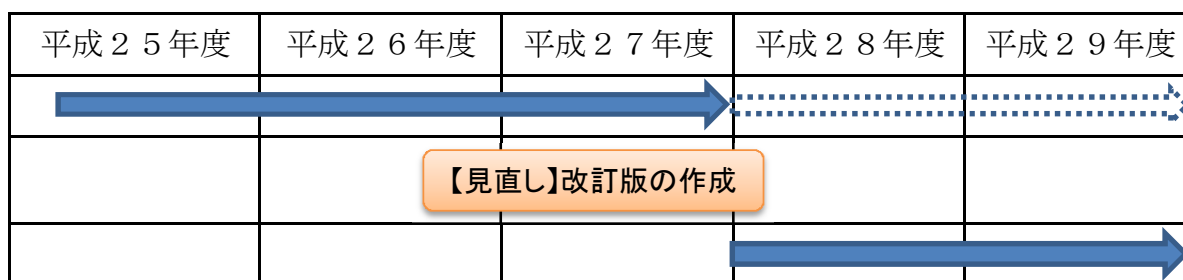 平成２５年度 平成２６年度 平成２７年度 平成２８年度 平成２９年度
【見直し】改訂版の作成